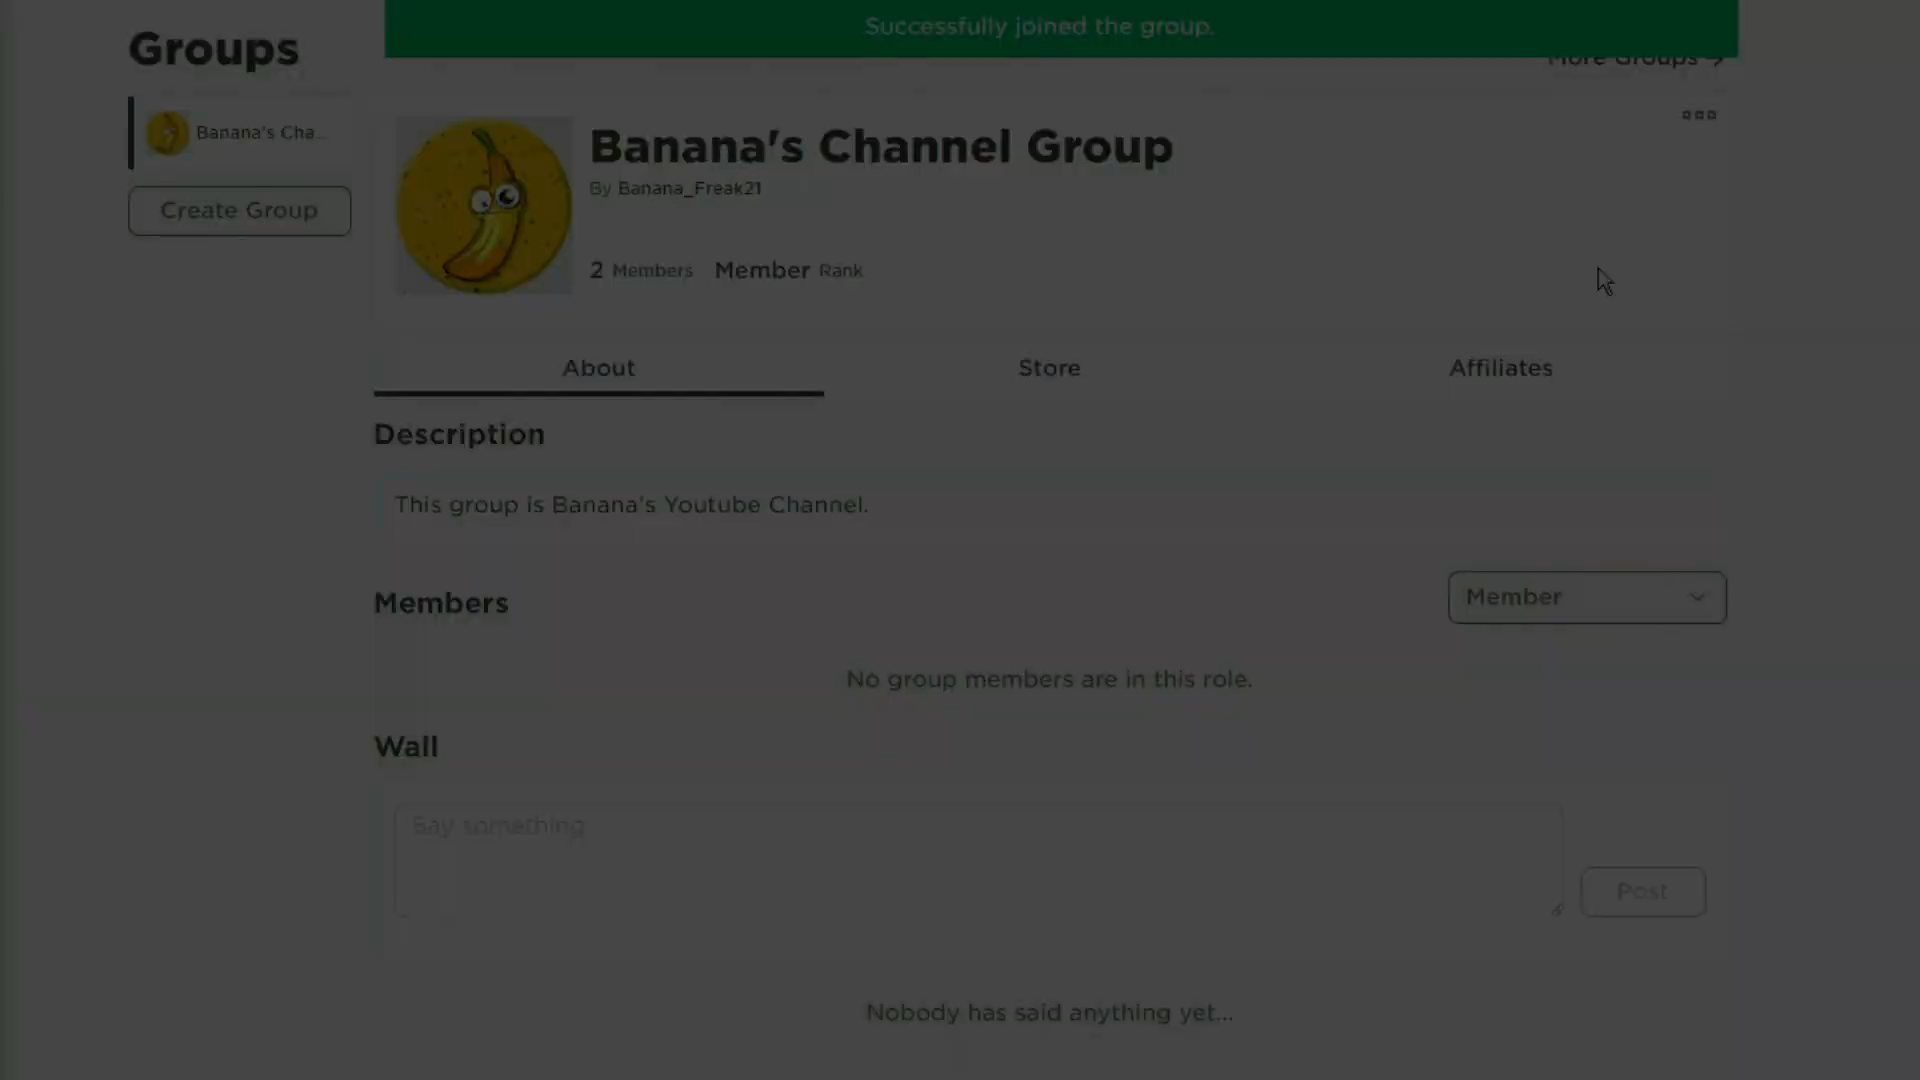 Successfully joined the group.
Groups
More Groups →
Banana's Cha...
Create Group
Banana's Channel Group
By Banana_Freak21
2 Members Member Rank
About Store Affiliates
Description
This group is Banana's Youtube Channel.
Members
Member
No group members are in this role.
Wall
Say something
Post
Nobody has said anything yet...